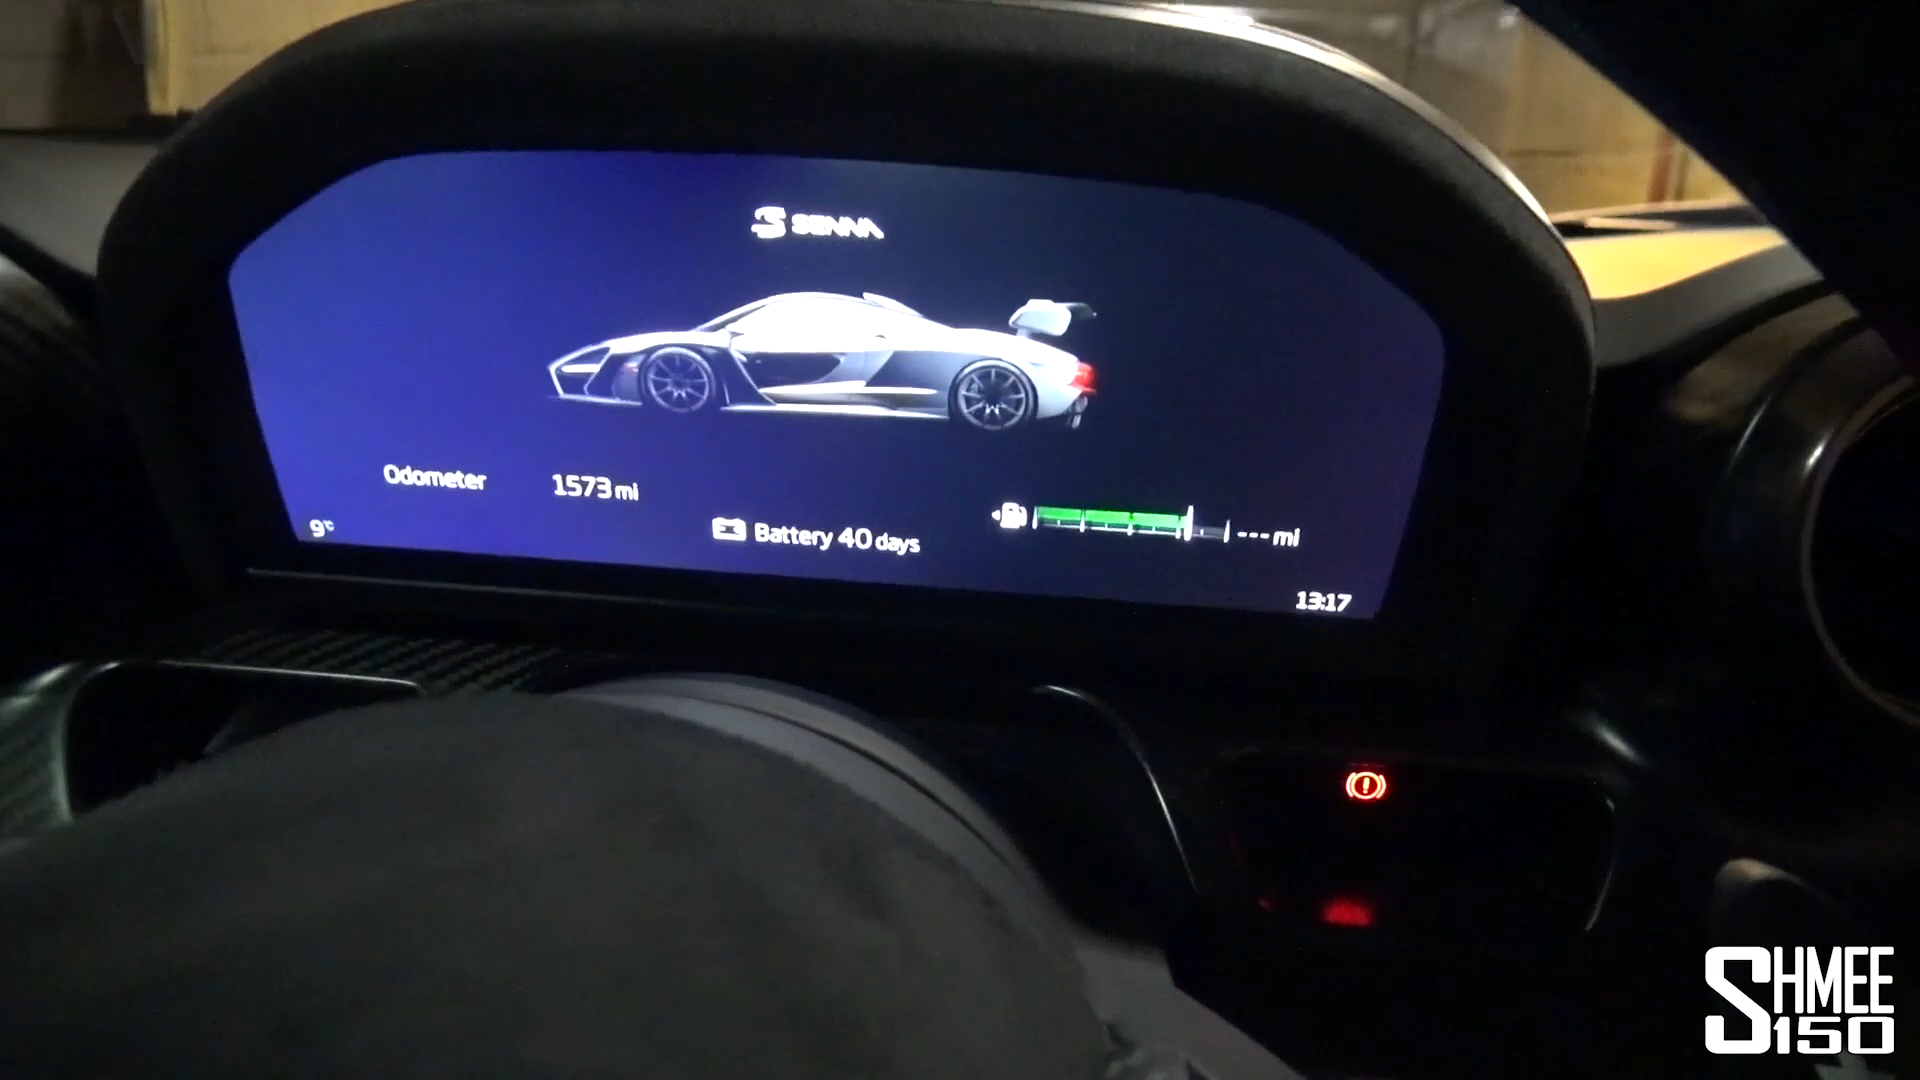 SENNA
Odometer 1573 mi
9°C
Battery 40 days
--- mi
13:17
SHMEE
150